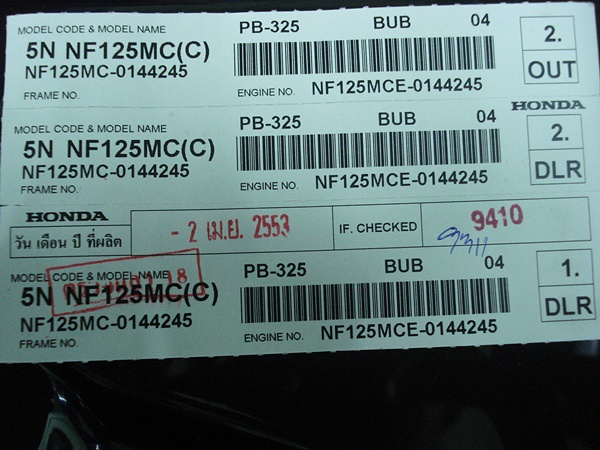 MODEL CODE & MODEL NAME PB-325 BUB 04 2.
5N NF125MC(C)
NF125MC-0144245 OUT
FRAME NO. ENGINE NO. NF125MCE-0144245
HONDA
MODEL CODE & MODEL NAME PB-325 BUB 04 2.
5N NF125MC(C)
NF125MC-0144245 DLR
FRAME NO. ENGINE NO. NF125MCE-0144245
HONDA
วัน เดือน ปี ที่ผลิต - 2 เม.ย. 2553 IF. CHECKED 9410
MODEL CODE & MODEL NAME PB-325 BUB 04 1.
5N NF125MC(C)
NF125MC-0144245 DLR
FRAME NO. ENGINE NO. NF125MCE-0144245